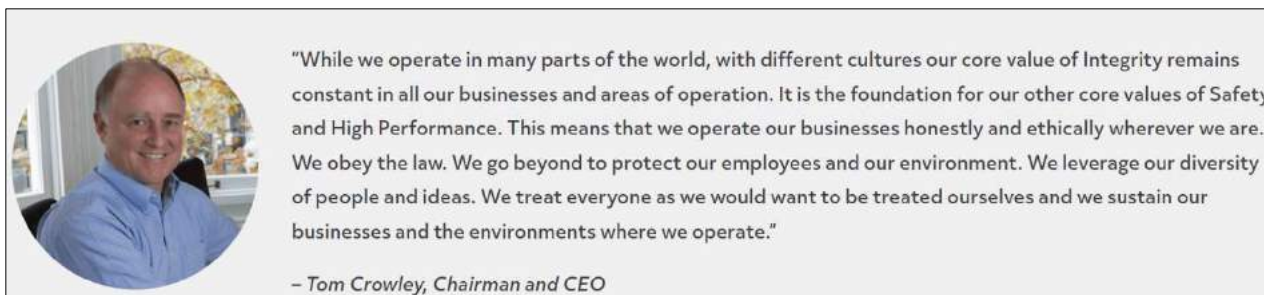 "While we operate in many parts of the world, with different cultures our core value of Integrity remains
constant in all our businesses and areas of operation. It is the foundation for our other core values of Safety
and High Performance. This means that we operate our businesses honestly and ethically wherever we are.
We obey the law. We go beyond to protect our employees and our environment. We leverage our diversity
of people and ideas. We treat everyone as we would want to be treated ourselves and we sustain our
businesses and the environments where we operate."
– Tom Crowley, Chairman and CEO